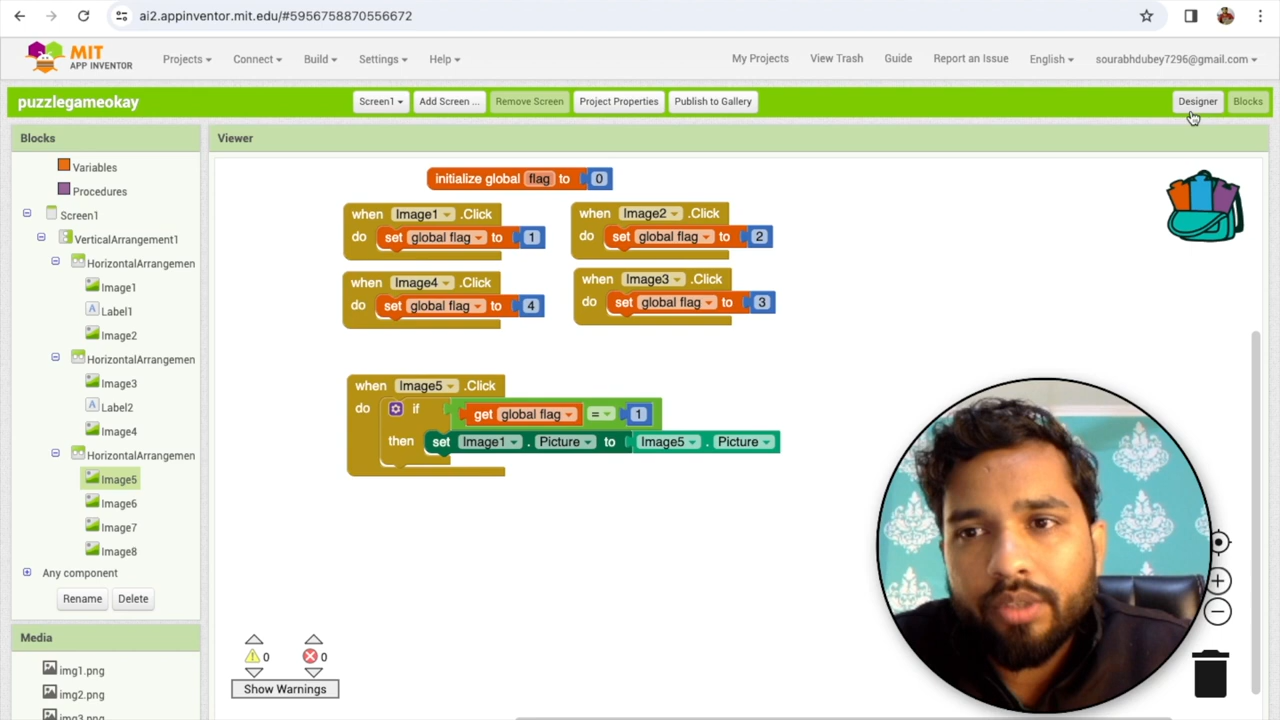 ai2.appinventor.mit.edu/#5956758870556672
MIT
APP INVENTOR
Projects
Connect
Build
Settings
Help
My Projects
View Trash
Guide
Report an Issue
English
sourabhdubey7296@gmail.com
puzzlegameokay
Screen1
Add Screen ...
Remove Screen
Project Properties
Publish to Gallery
Designer
Blocks
Blocks
Variables
Procedures
Screen1
VerticalArrangement1
HorizontalArrangemen
Image1
A Label1
Image2
HorizontalArrangemen
Image3
A Label2
Image4
HorizontalArrangemen
Image5
Image6
Image7
Image8
Any component
Rename
Delete
Media
img1.png
img2.png
img3.png
Viewer
initialize global flag to 0
when Image1 .Click
do set global flag to 1
when Image2 .Click
do set global flag to 2
when Image4 .Click
do set global flag to 4
when Image3 .Click
do set global flag to 3
when Image5 .Click
do if get global flag = 1
then set Image1 . Picture to Image5 . Picture
0 0
Show Warnings